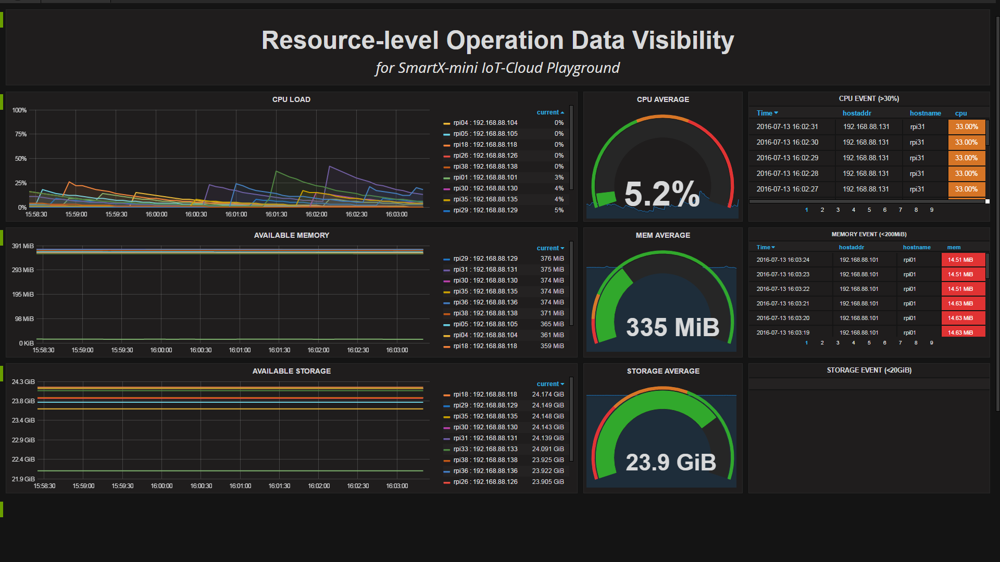 Resource-level Operation Data Visibility
for SmartX-mini IoT-Cloud Playground
CPU LOAD
100%
75%
50%
25%
0%
15:58:30 15:59:00 15:59:30 16:00:00 16:00:30 16:01:00 16:01:30 16:02:00 16:02:30 16:03:00
current
rpi04 : 192.168.88.104 0%
rpi05 : 192.168.88.105 0%
rpi18 : 192.168.88.118 0%
rpi26 : 192.168.88.126 0%
rpi38 : 192.168.88.138 0%
rpi01 : 192.168.88.101 3%
rpi30 : 192.168.88.130 4%
rpi35 : 192.168.88.135 4%
rpi29 : 192.168.88.129 5%
CPU AVERAGE
5.2%
CPU EVENT (>30%)
Time hostaddr hostname cpu
2016-07-13 16:02:31 192.168.88.131 rpi31 33.00%
2016-07-13 16:02:30 192.168.88.131 rpi31 33.00%
2016-07-13 16:02:29 192.168.88.131 rpi31 33.00%
2016-07-13 16:02:28 192.168.88.131 rpi31 33.00%
2016-07-13 16:02:27 192.168.88.131 rpi31 33.00%
1 2 3 4 5 6 7 8 9
AVAILABLE MEMORY
391 MiB
293 MiB
195 MiB
98 MiB
0 KiB
15:58:30 15:59:00 15:59:30 16:00:00 16:00:30 16:01:00 16:01:30 16:02:00 16:02:30 16:03:00
current
rpi29 : 192.168.88.129 376 MiB
rpi31 : 192.168.88.131 375 MiB
rpi30 : 192.168.88.130 374 MiB
rpi35 : 192.168.88.135 374 MiB
rpi36 : 192.168.88.136 374 MiB
rpi38 : 192.168.88.138 371 MiB
rpi05 : 192.168.88.105 365 MiB
rpi04 : 192.168.88.104 361 MiB
rpi18 : 192.168.88.118 359 MiB
MEM AVERAGE
335 MiB
MEMORY EVENT (<200MiB)
Time hostaddr hostname mem
2016-07-13 16:03:24 192.168.88.101 rpi01 14.51 MiB
2016-07-13 16:03:23 192.168.88.101 rpi01 14.51 MiB
2016-07-13 16:03:22 192.168.88.101 rpi01 14.51 MiB
2016-07-13 16:03:21 192.168.88.101 rpi01 14.63 MiB
2016-07-13 16:03:20 192.168.88.101 rpi01 14.63 MiB
2016-07-13 16:03:19 192.168.88.101 rpi01 14.63 MiB
1 2 3 4 5 6 7 8 9
AVAILABLE STORAGE
24.3 GiB
23.8 GiB
23.4 GiB
22.9 GiB
22.4 GiB
21.9 GiB
15:58:30 15:59:00 15:59:30 16:00:00 16:00:30 16:01:00 16:01:30 16:02:00 16:02:30 16:03:00
current
rpi18 : 192.168.88.118 24.174 GiB
rpi29 : 192.168.88.129 24.149 GiB
rpi35 : 192.168.88.135 24.148 GiB
rpi30 : 192.168.88.130 24.143 GiB
rpi31 : 192.168.88.131 24.139 GiB
rpi33 : 192.168.88.133 24.091 GiB
rpi38 : 192.168.88.138 23.925 GiB
rpi36 : 192.168.88.136 23.922 GiB
rpi26 : 192.168.88.126 23.905 GiB
STORAGE AVERAGE
23.9 GiB
STORAGE EVENT (<20GiB)